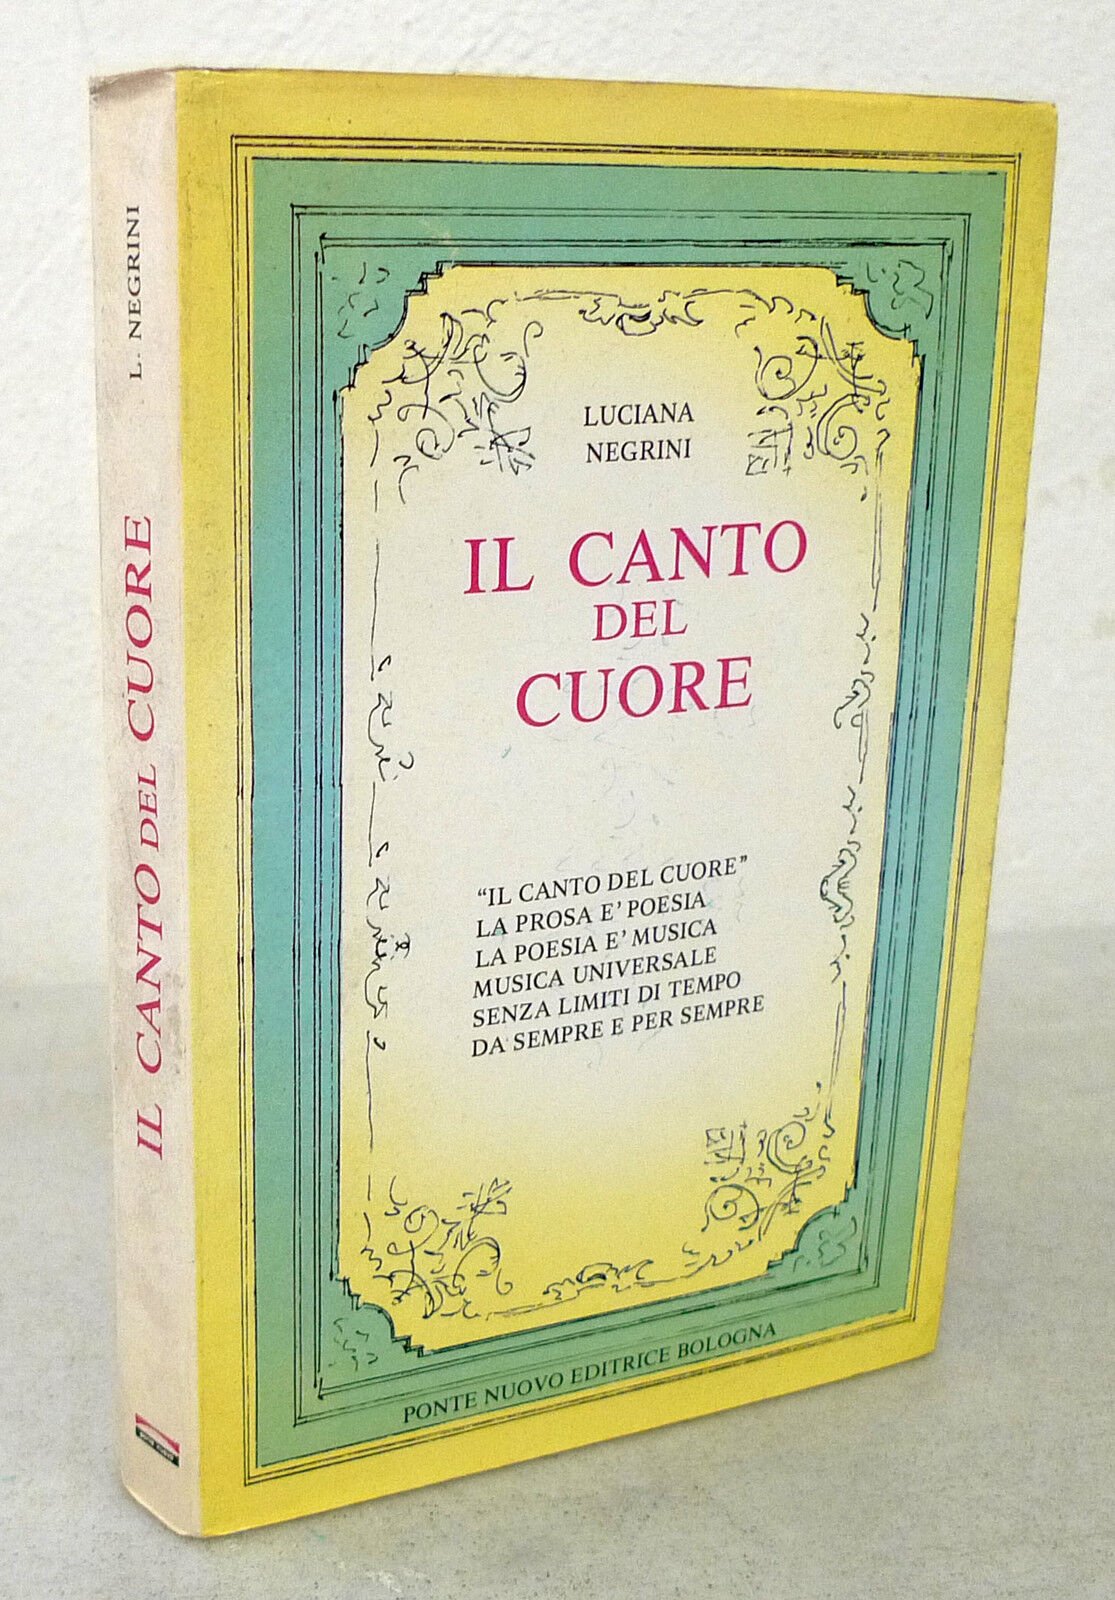 L. NEGRINI
IL CANTO DEL CUORE
LUCIANA
NEGRINI
IL CANTO
DEL
CUORE
“IL CANTO DEL CUORE”
LA PROSA E' POESIA
LA POESIA E' MUSICA
MUSICA UNIVERSALE
SENZA LIMITI DI TEMPO
DA SEMPRE E PER SEMPRE
PONTE NUOVO EDITRICE BOLOGNA